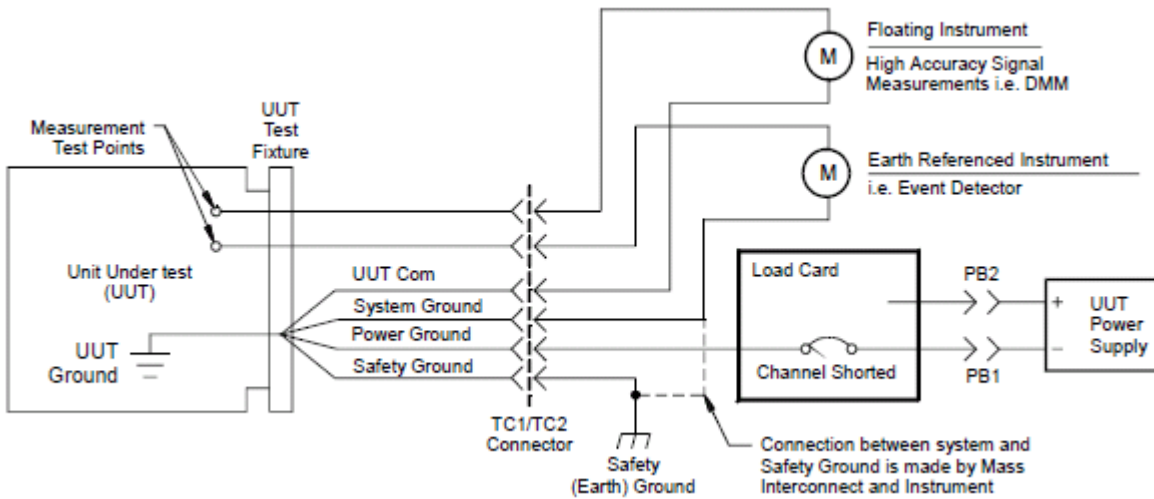 Floating Instrument
M
High Accuracy Signal
Measurements i.e. DMM
UUT
Test
Fixture
Measurement
Test Points
Earth Referenced Instrument
M
i.e. Event Detector
Unit Under test
(UUT)
UUT Com
System Ground
Power Ground
Safety Ground
UUT
Ground
Load Card
Channel Shorted
PB2
PB1
+
−
UUT
Power
Supply
TC1/TC2
Connector
Safety
(Earth) Ground
Connection between system and
Safety Ground is made by Mass
Interconnect and Instrument